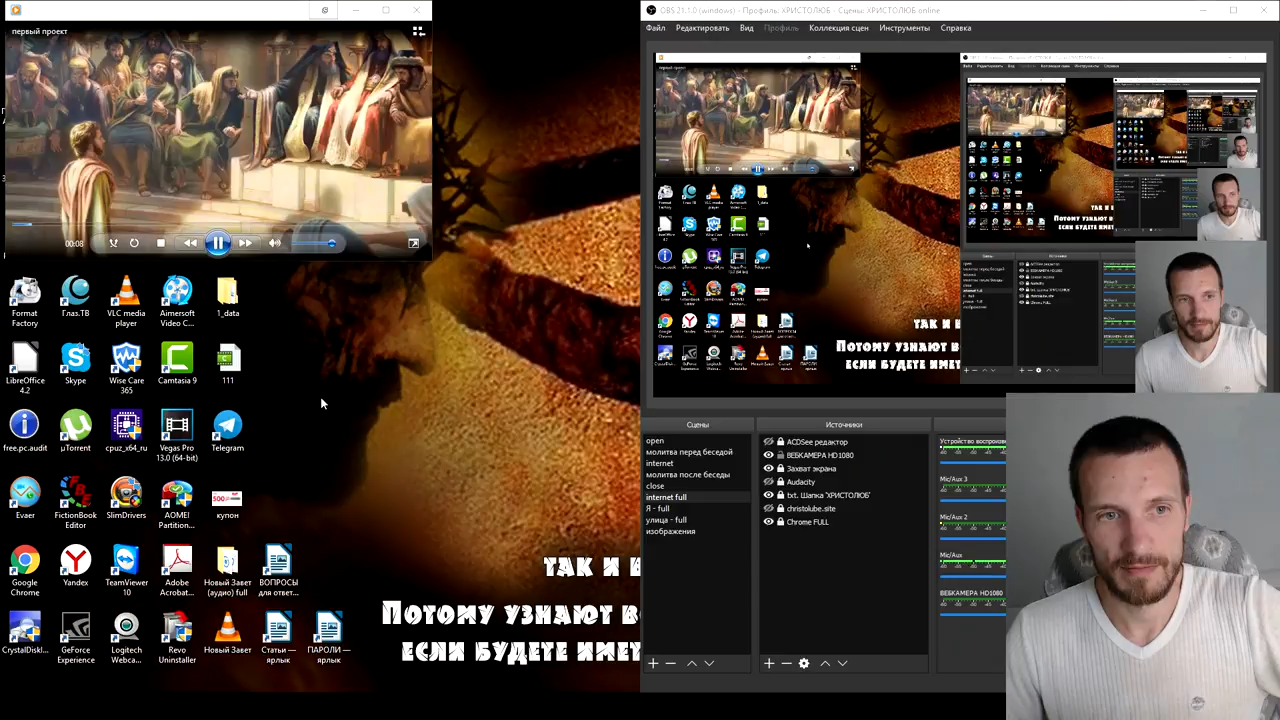 первый проект
00:08
Format Factory
Глаз.ТВ
VLC media player
Aimersoft Video C...
1_data
LibreOffice 4.2
Skype
Wise Care 365
Camtasia 9
111
free.pc.audit
µTorrent
cpuz_x64_ru
Vegas Pro 13.0 (64-bit)
Telegram
Evaer
FictionBook Editor
SlimDrivers
AOMEI Partition...
купон
Google Chrome
Yandex
TeamViewer 10
Adobe Acrobat...
Новый Завет (аудио) full
ВОПРОСЫ для ответ...
CrystalDiskI...
GeForce Experience
Logitech Webca...
Revo Uninstaller
Новый Завет
Статьи — ярлык
ПАРОЛИ — ярлык
ТАК И
ПОТОМУ УЗНАЮТ В
ЕСЛИ БУДЕТЕ ИМЕТ
OBS 21.1.0 (windows) - Профиль: ХРИСТОЛЮБ - Сцены: ХРИСТОЛЮБ online
Файл Редактировать Вид Профиль Коллекция сцен Инструменты Справка
Сцены
open
молитва перед беседой
internet
молитва после беседы
close
internet full
Я - full
улица - full
изображения
Источники
ACDSee редактор
ВЕБКАМЕРА HD1080
Захват экрана
Audacity
txt. Шапка "ХРИСТОЛЮБ"
christolube.site
Chrome FULL
Устройство воспроиз
Mic/Aux 3
Mic/Aux 2
Mic/Aux
ВЕБКАМЕРА HD1080